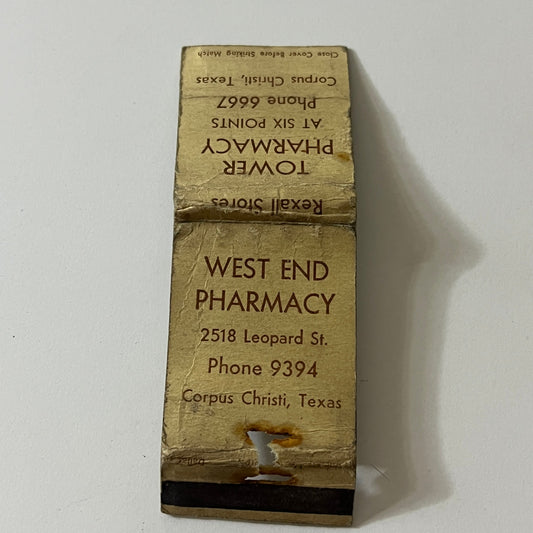 WEST END
PHARMACY
2518 Leopard St.
Phone 9394
Corpus Christi, Texas
Rexall Stores
TOWER
PHARMACY
AT SIX POINTS
Phone 6667
Corpus Christi, Texas
Close Cover Before Striking Match